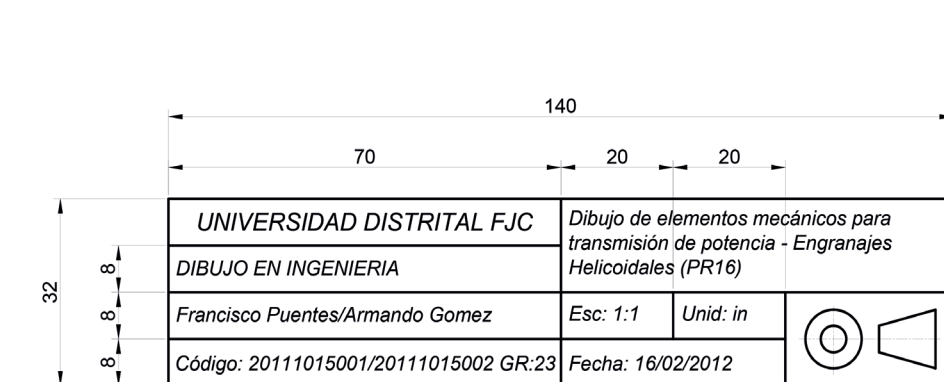 140
70
20
20
UNIVERSIDAD DISTRITAL FJC
Dibujo de elementos mecánicos para
transmisión de potencia - Engranajes
Helicoidales (PR16)
8
DIBUJO EN INGENIERIA
32
8
Francisco Puentes/Armando Gomez
Esc: 1:1
Unid: in
8
Código: 20111015001/20111015002 GR:23
Fecha: 16/02/2012